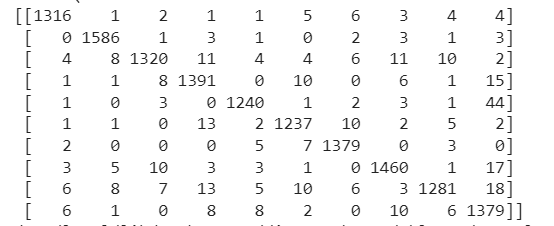 [[1316 1 2 1 1 5 6 3 4 4]
[ 0 1586 1 3 1 0 2 3 1 3]
[ 4 8 1320 11 4 4 6 11 10 2]
[ 1 1 8 1391 0 10 0 6 1 15]
[ 1 0 3 0 1240 1 2 3 1 44]
[ 1 1 0 13 2 1237 10 2 5 2]
[ 2 0 0 0 5 7 1379 0 3 0]
[ 3 5 10 3 3 1 0 1460 1 17]
[ 6 8 7 13 5 10 6 3 1281 18]
[ 6 1 0 8 8 2 0 10 6 1379]]